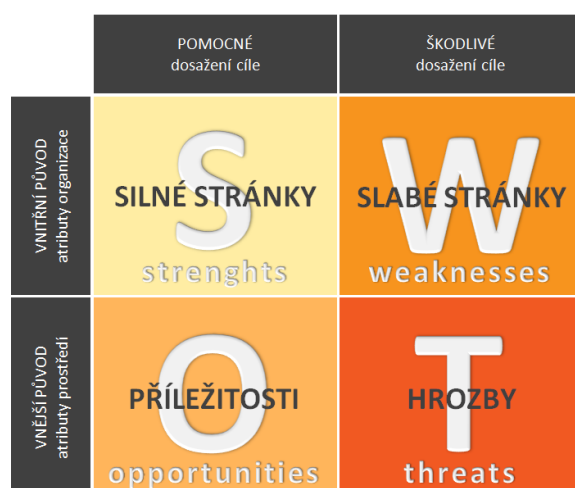 POMOCNÉ
dosažení cíle
ŠKODLIVÉ
dosažení cíle
VNITŘNÍ PŮVOD
atributy organizace
S
SILNÉ STRÁNKY
strenghts
W
SLABÉ STRÁNKY
weaknesses
VNĚJŠÍ PŮVOD
atributy prostředí
O
PŘÍLEŽITOSTI
opportunities
T
HROZBY
threats